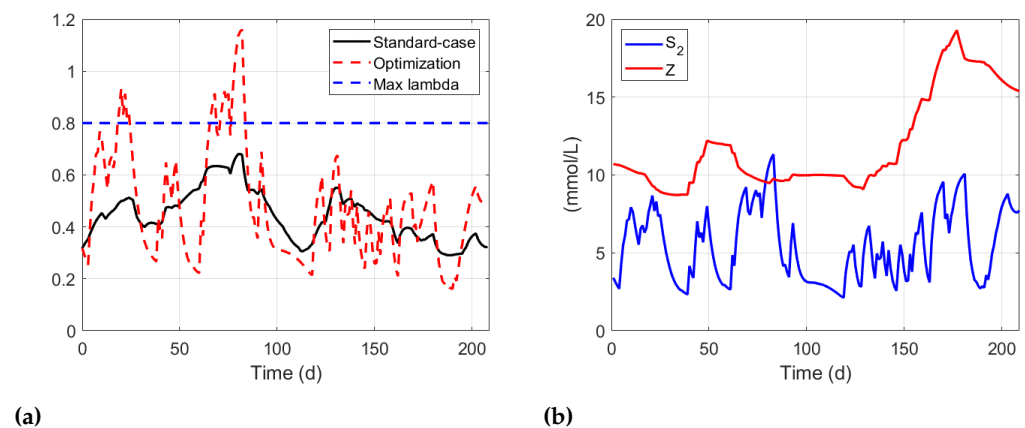 1.2
1
0.8
0.6
0.4
0.2
0
Standard-case
Optimization
Max lambda
0 50 100 150 200
Time (d)
(a)
20
15
10
5
0
(mmol/L)
S2
Z
0 50 100 150 200
Time (d)
(b)